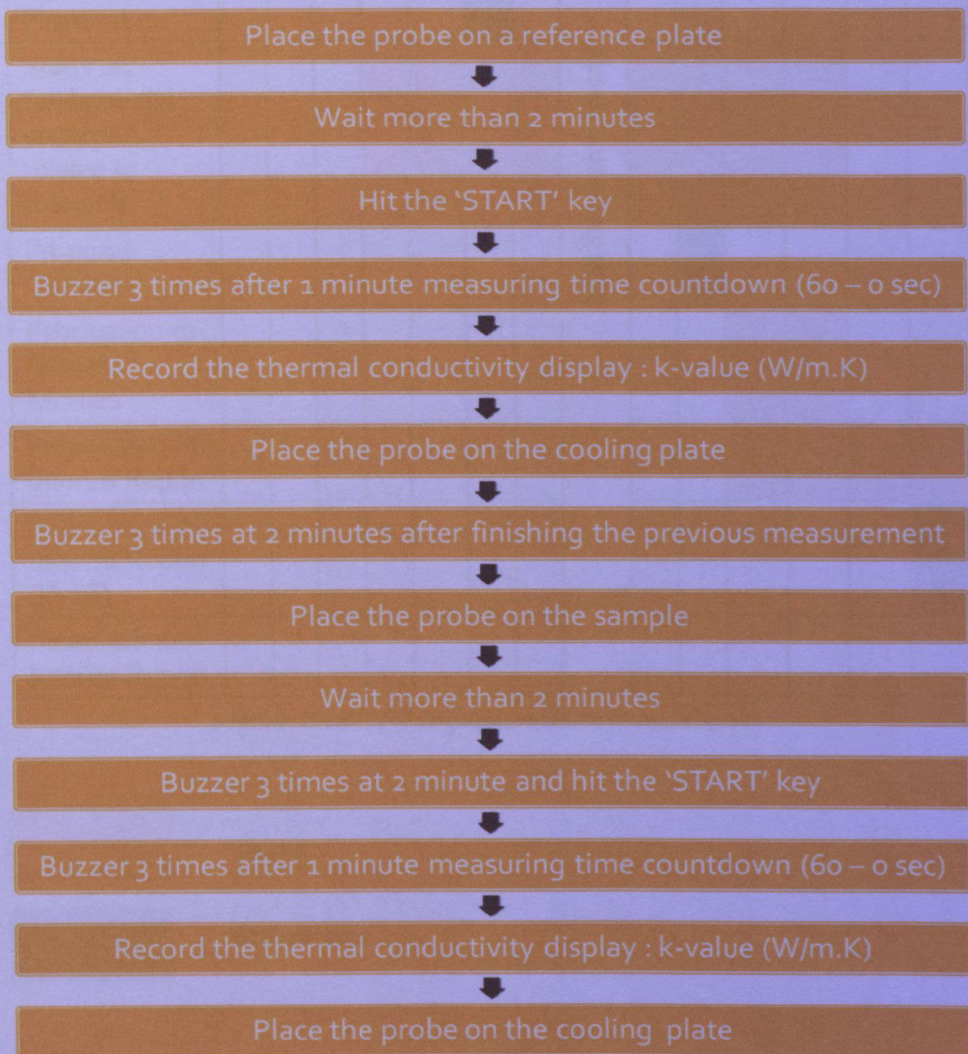 Place the probe on a reference plate
Wait more than 2 minutes
Hit the ‘START’ key
Buzzer 3 times after 1 minute measuring time countdown (60 – 0 sec)
Record the thermal conductivity display : k-value (W/m.K)
Place the probe on the cooling plate
Buzzer 3 times at 2 minutes after finishing the previous measurement
Place the probe on the sample
Wait more than 2 minutes
Buzzer 3 times at 2 minute and hit the ‘START’ key
Buzzer 3 times after 1 minute measuring time countdown (60 – 0 sec)
Record the thermal conductivity display : k-value (W/m.K)
Place the probe on the cooling plate